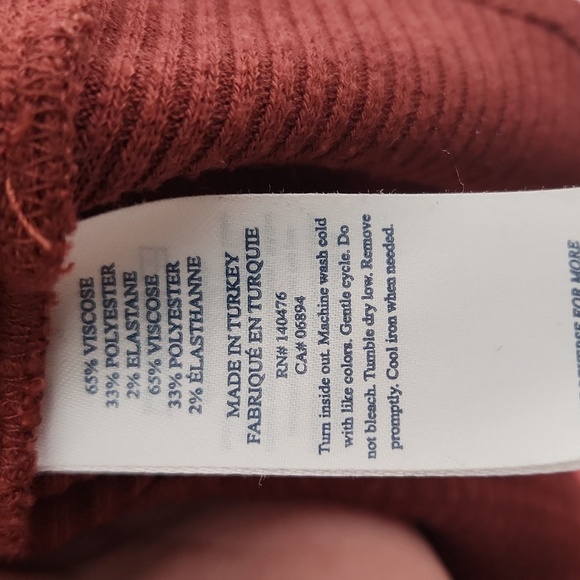 65% VISCOSE
33% POLYESTER
2% ELASTANE
65% VISCOSE
33% POLYESTER
2% ÉLASTHANNE
MADE IN TURKEY
FABRIQUÉ EN TURQUIE
RN# 140476
CA# 06894
Turn inside out. Machine wash cold
with like colors. Gentle cycle. Do
not bleach. Tumble dry low. Remove
promptly. Cool iron when needed.
FOR MORE